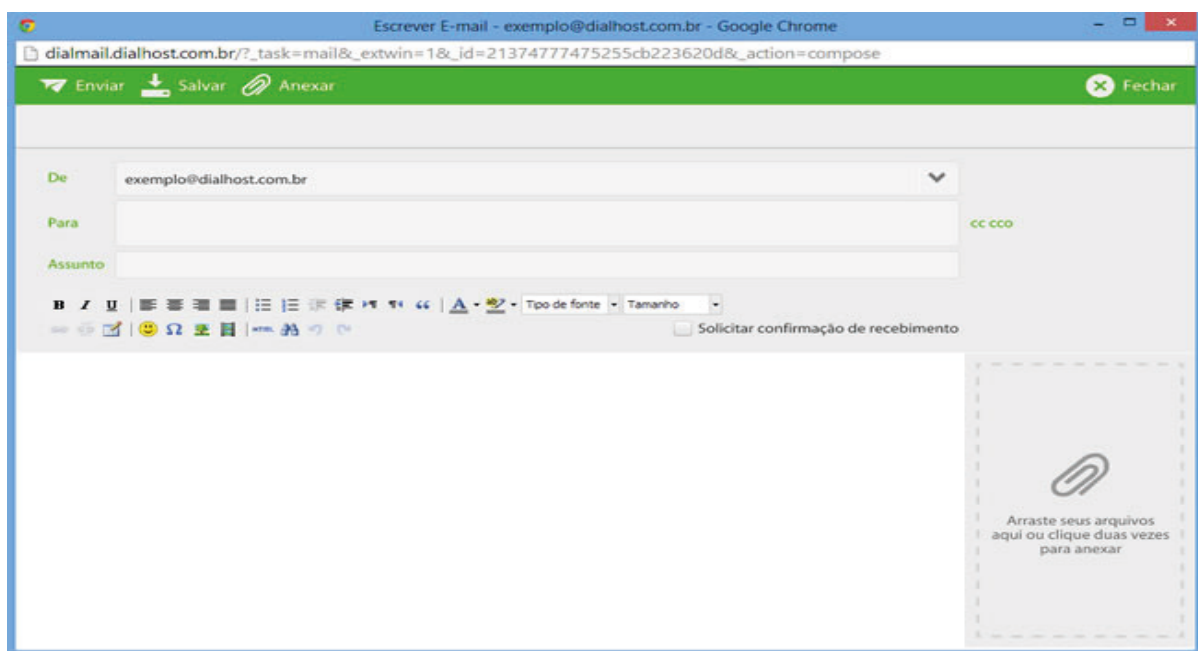 Escrever E-mail - exemplo@dialhost.com.br - Google Chrome
dialmail.dialhost.com.br/?_task=mail&_extwin=1&_id=21374777475255cb223620d&_action=compose
Enviar Salvar Anexar Fechar
De exemplo@dialhost.com.br
Para cc cco
Assunto
B I U A Tipo de fonte Tamanho
Ω HTML Solicitar confirmação de recebimento
Arraste seus arquivos
aqui ou clique duas vezes
para anexar